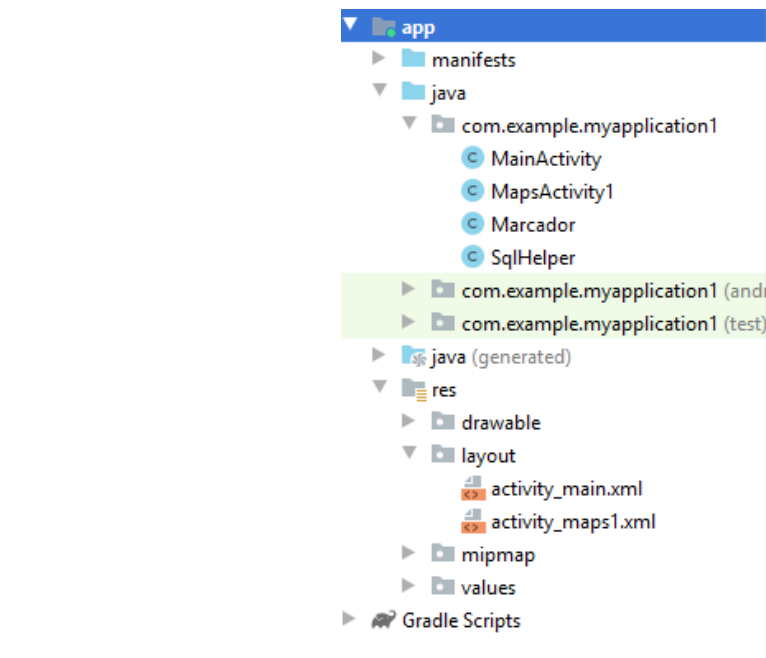 app
manifests
java
com.example.myapplication1
MainActivity
MapsActivity1
Marcador
SqlHelper
com.example.myapplication1 (and
com.example.myapplication1 (test)
java (generated)
res
drawable
layout
activity_main.xml
activity_maps1.xml
mipmap
values
Gradle Scripts